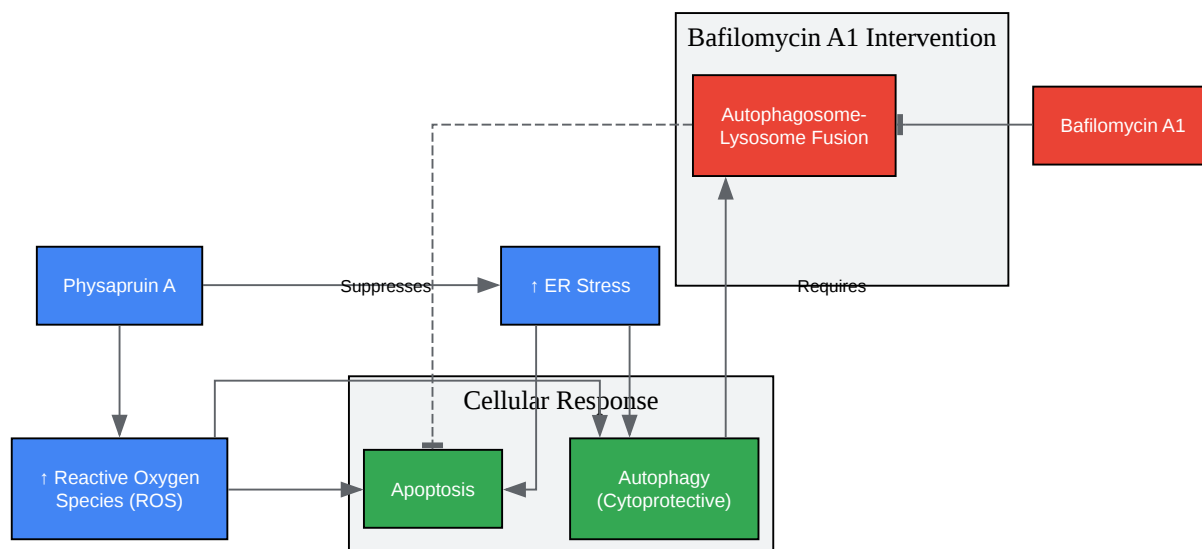 Bafilomycin A1 Intervention
Autophagosome-
Lysosome Fusion
Bafilomycin A1
Physapruin A
Suppresses
↑ ER Stress
Requires
Cellular Response
↑ Reactive Oxygen
Species (ROS)
Apoptosis
Autophagy
(Cytoprotective)